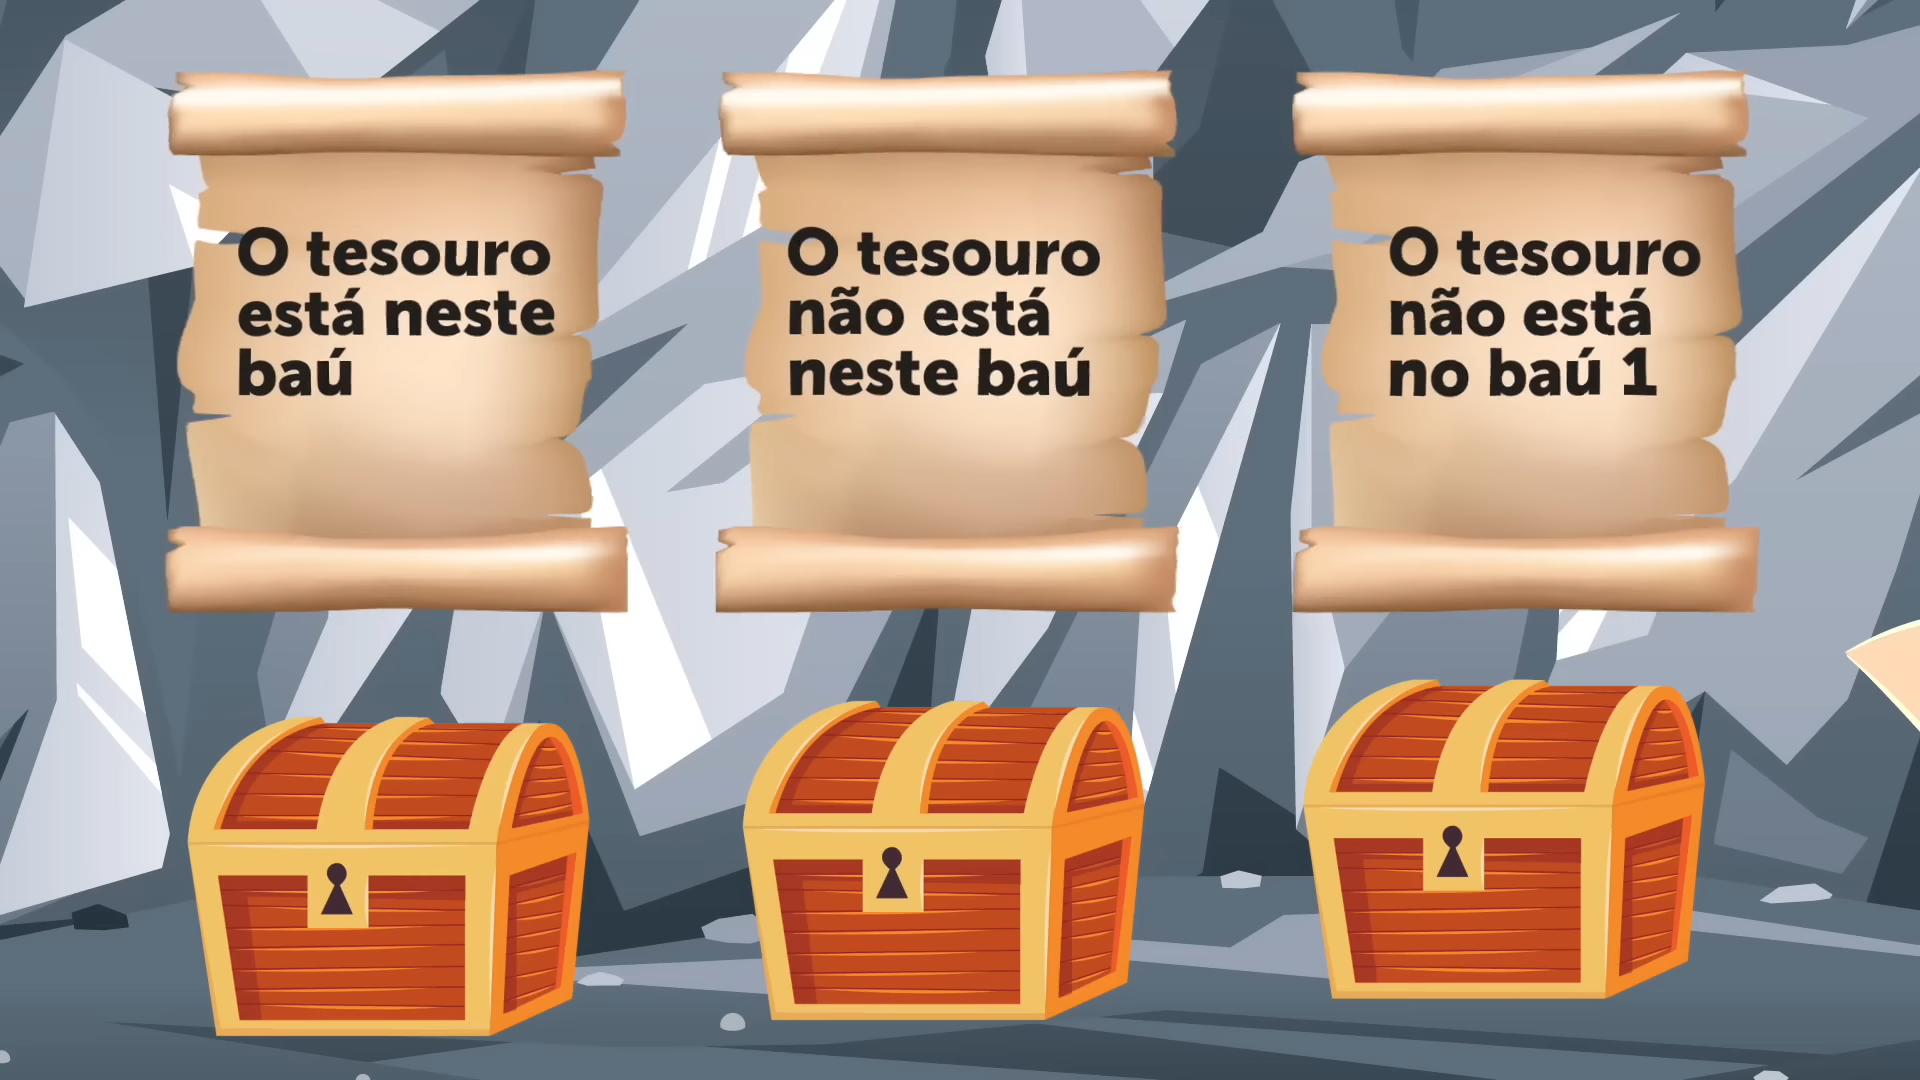 O tesouro
está neste
baú
O tesouro
não está
neste baú
O tesouro
não está
no baú 1